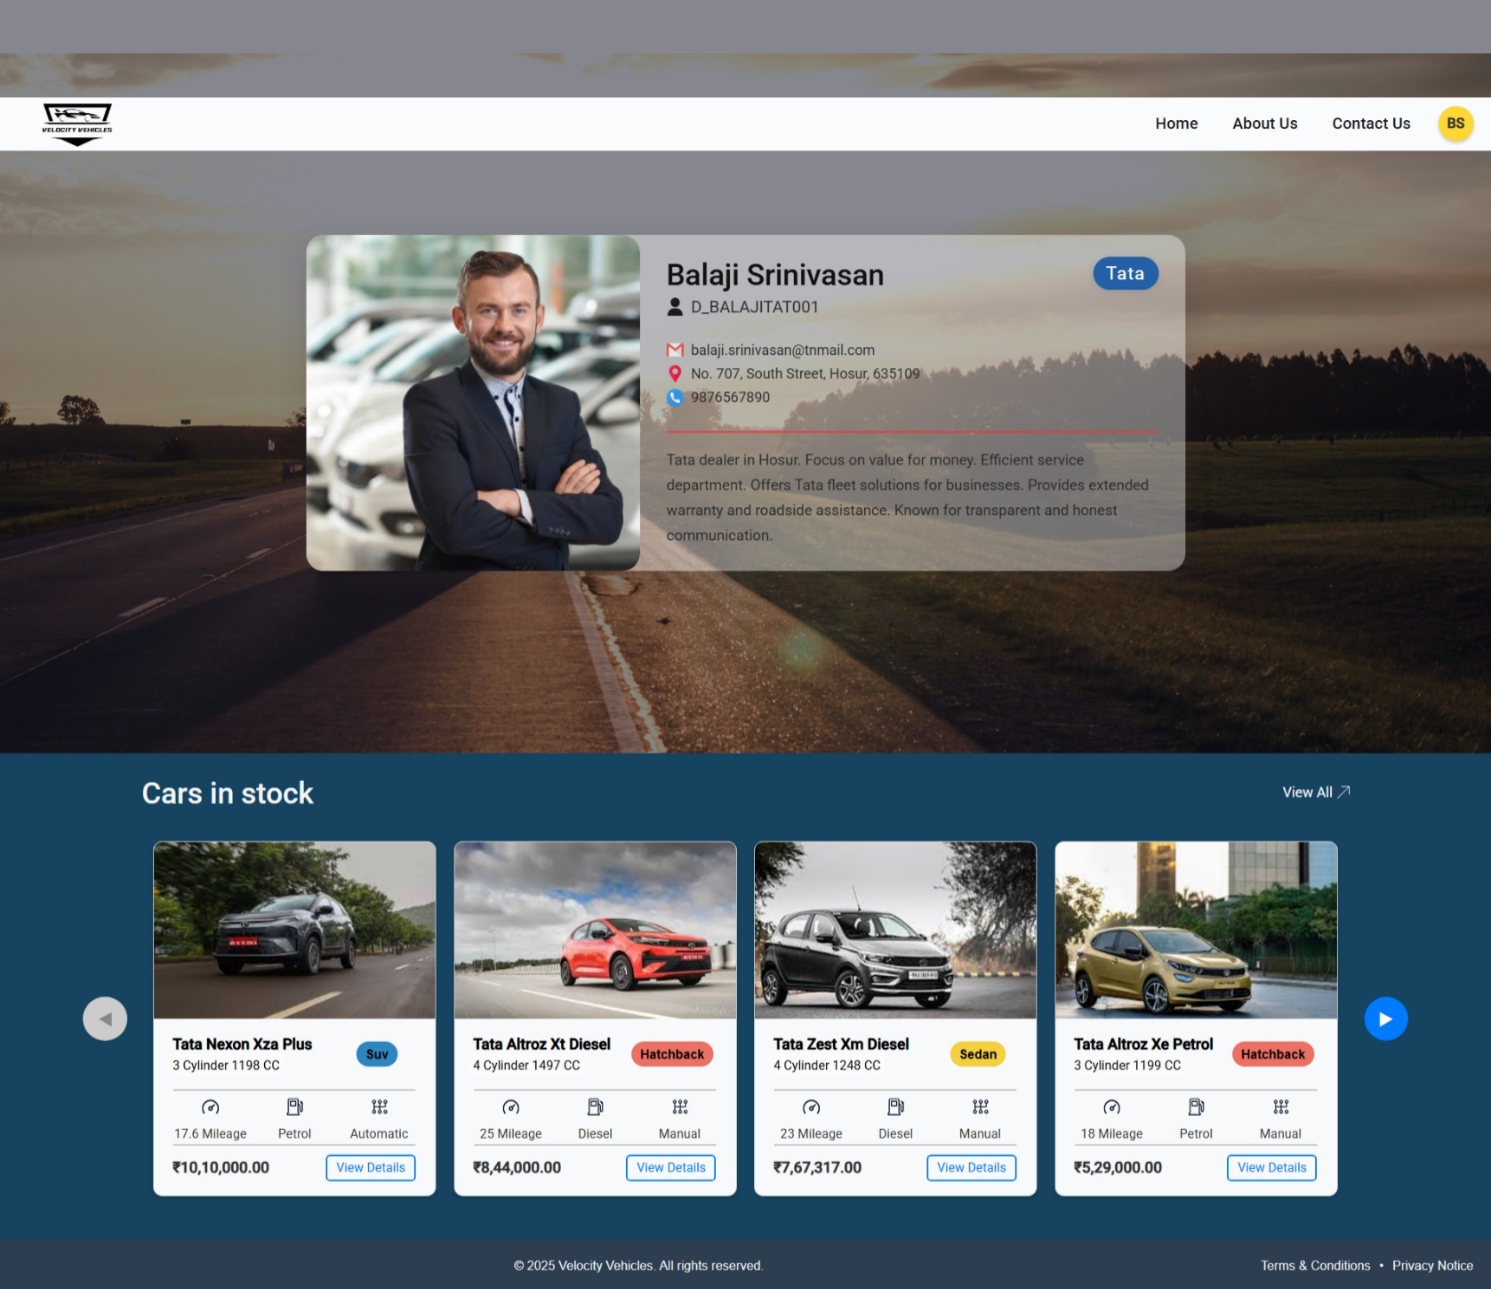 VELOCITY VEHICLES
Home
About Us
Contact Us
BS
Balaji Srinivasan
Tata
D_BALAJITAT001
balaji.srinivasan@tnmail.com
No. 707, South Street, Hosur, 635109
9876567890
Tata dealer in Hosur. Focus on value for money. Efficient service
department. Offers Tata fleet solutions for businesses. Provides extended
warranty and roadside assistance. Known for transparent and honest
communication.
Cars in stock
View All
Tata Nexon Xza Plus
3 Cylinder 1198 CC
Suv
17.6 Mileage
Petrol
Automatic
₹10,10,000.00
View Details
Tata Altroz Xt Diesel
4 Cylinder 1497 CC
Hatchback
25 Mileage
Diesel
Manual
₹8,44,000.00
View Details
Tata Zest Xm Diesel
4 Cylinder 1248 CC
Sedan
23 Mileage
Diesel
Manual
₹7,67,317.00
View Details
Tata Altroz Xe Petrol
3 Cylinder 1199 CC
Hatchback
18 Mileage
Petrol
Manual
₹5,29,000.00
View Details
© 2025 Velocity Vehicles. All rights reserved.
Terms & Conditions • Privacy Notice